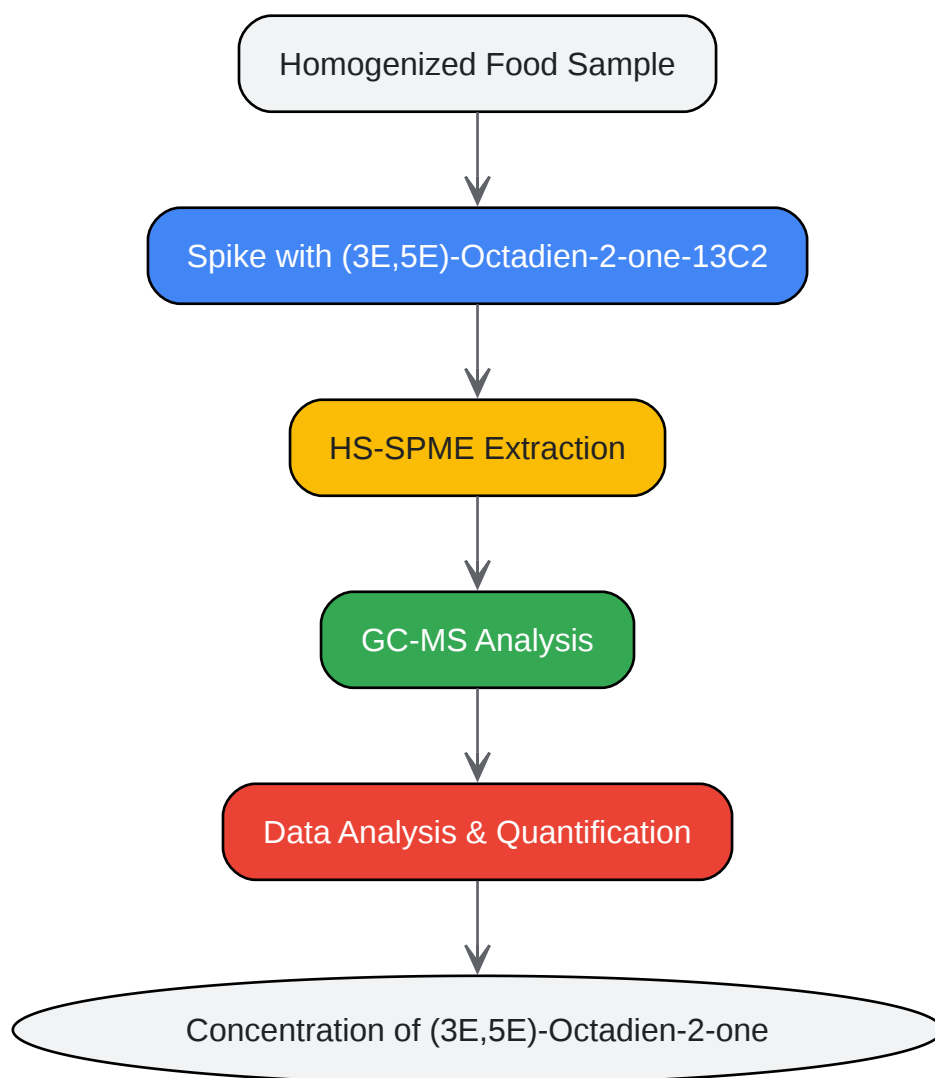 Homogenized Food Sample
Spike with (3E,5E)-Octadien-2-one-13C2
HS-SPME Extraction
GC-MS Analysis
Data Analysis & Quantification
Concentration of (3E,5E)-Octadien-2-one